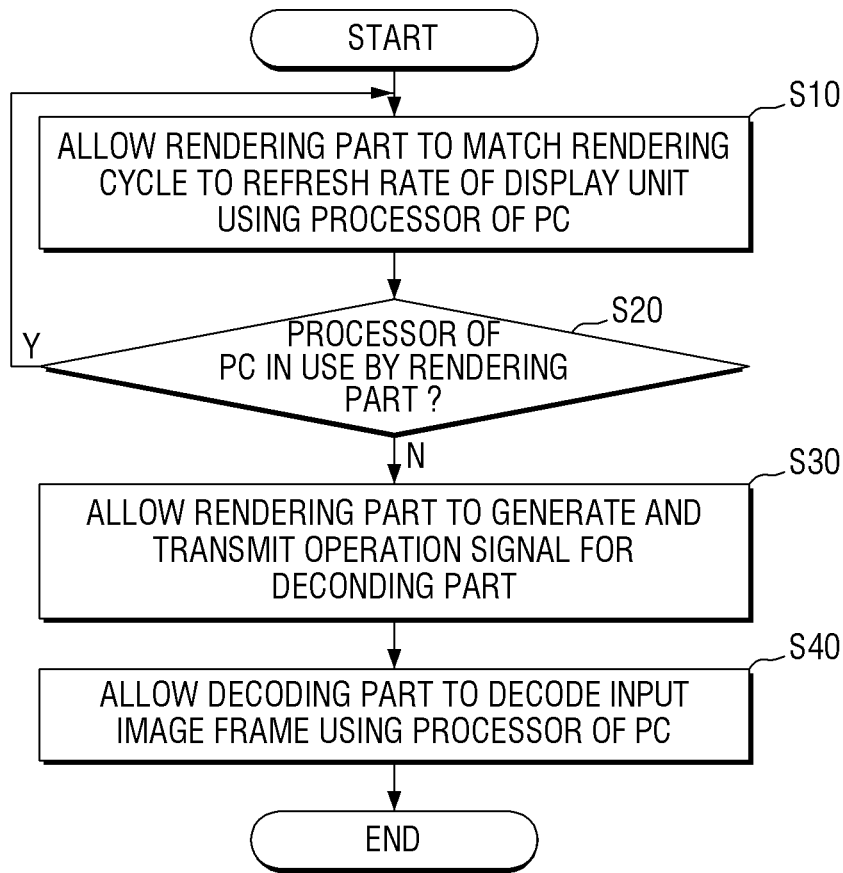 START
S10
ALLOW RENDERING PART TO MATCH RENDERING
CYCLE TO REFRESH RATE OF DISPLAY UNIT
USING PROCESSOR OF PC
S20
PROCESSOR OF
PC IN USE BY RENDERING
PART ?
Y
N
S30
ALLOW RENDERING PART TO GENERATE AND
TRANSMIT OPERATION SIGNAL FOR
DECONDING PART
S40
ALLOW DECODING PART TO DECODE INPUT
IMAGE FRAME USING PROCESSOR OF PC
END